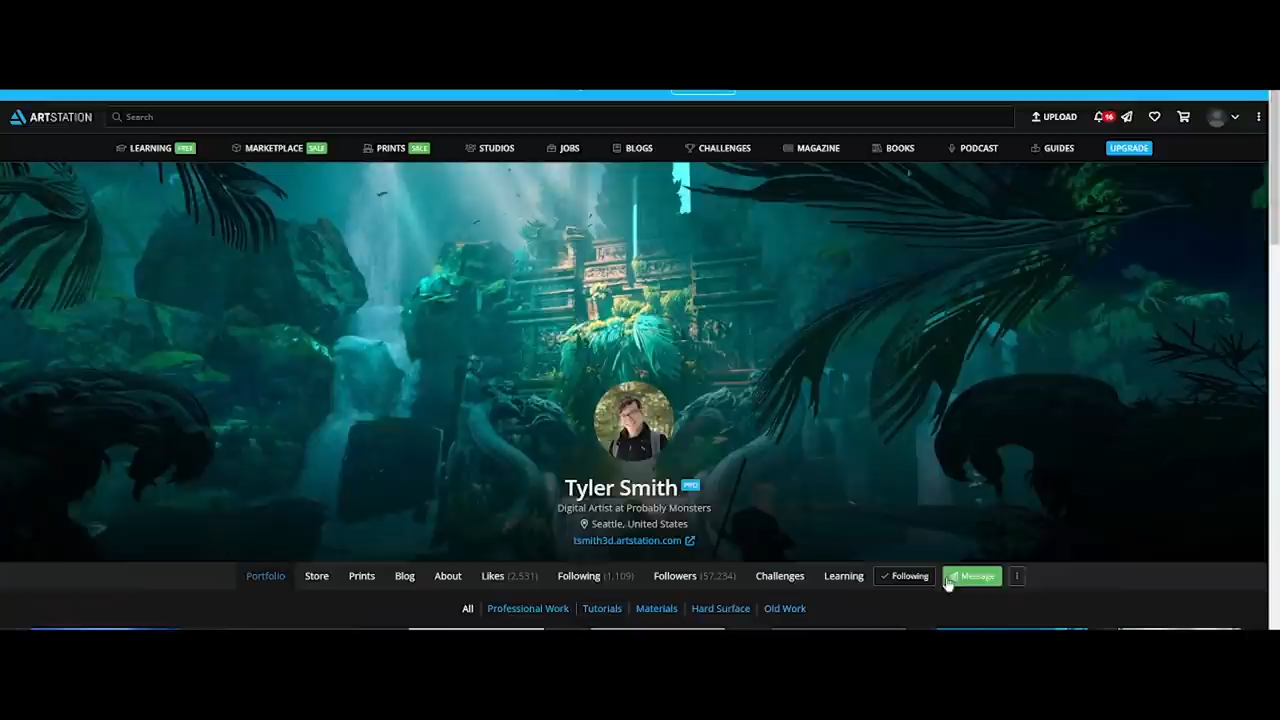 ARTSTATION Search UPLOAD 16
LEARNING FREE MARKETPLACE SALE PRINTS SALE STUDIOS JOBS BLOGS CHALLENGES MAGAZINE BOOKS PODCAST GUIDES UPGRADE
Tyler Smith PRO
Digital Artist at Probably Monsters
Seattle, United States
tsmith3d.artstation.com
Portfolio Store Prints Blog About Likes (2,531) Following (1,109) Followers (57,234) Challenges Learning Following Message
All Professional Work Tutorials Materials Hard Surface Old Work